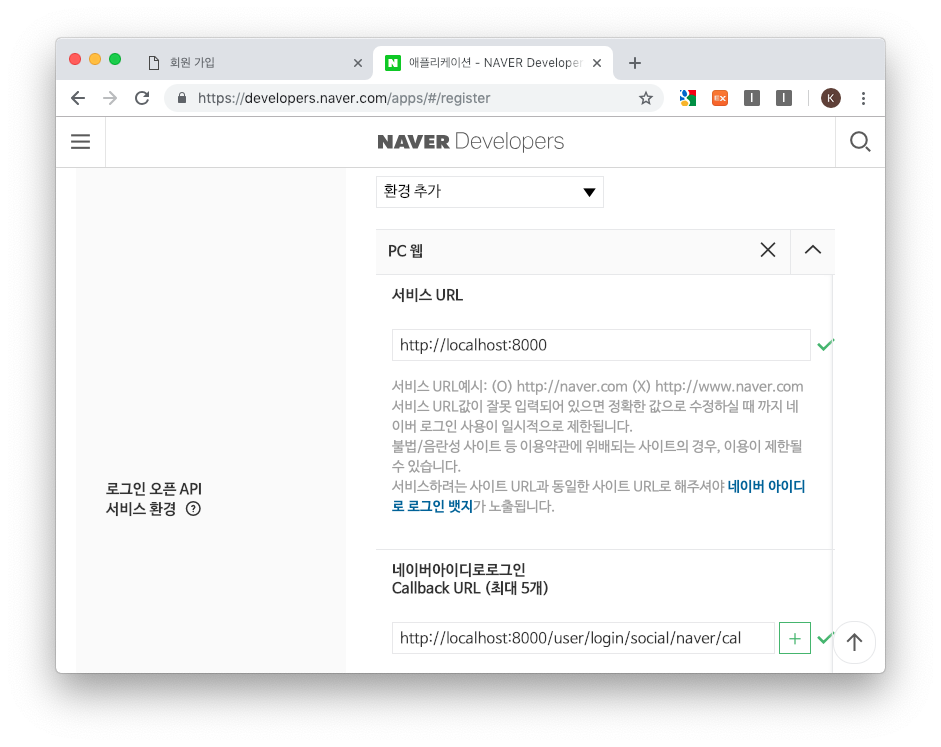 회원 가입
애플리케이션 - NAVER Developer
https://developers.naver.com/apps/#/register
K
NAVER Developers
환경 추가
PC 웹
서비스 URL
http://localhost:8000
서비스 URL예시: (O) http://naver.com (X) http://www.naver.com
서비스 URL값이 잘못 입력되어 있으면 정확한 값으로 수정하실 때 까지 네
이버 로그인 사용이 일시적으로 제한됩니다.
불법/음란성 사이트 등 이용약관에 위배되는 사이트의 경우, 이용이 제한될
수 있습니다.
서비스하려는 사이트 URL과 동일한 사이트 URL로 해주셔야 네이버 아이디
로 로그인 뱃지가 노출됩니다.
로그인 오픈 API
서비스 환경 ?
네이버아이디로로그인
Callback URL (최대 5개)
http://localhost:8000/user/login/social/naver/cal